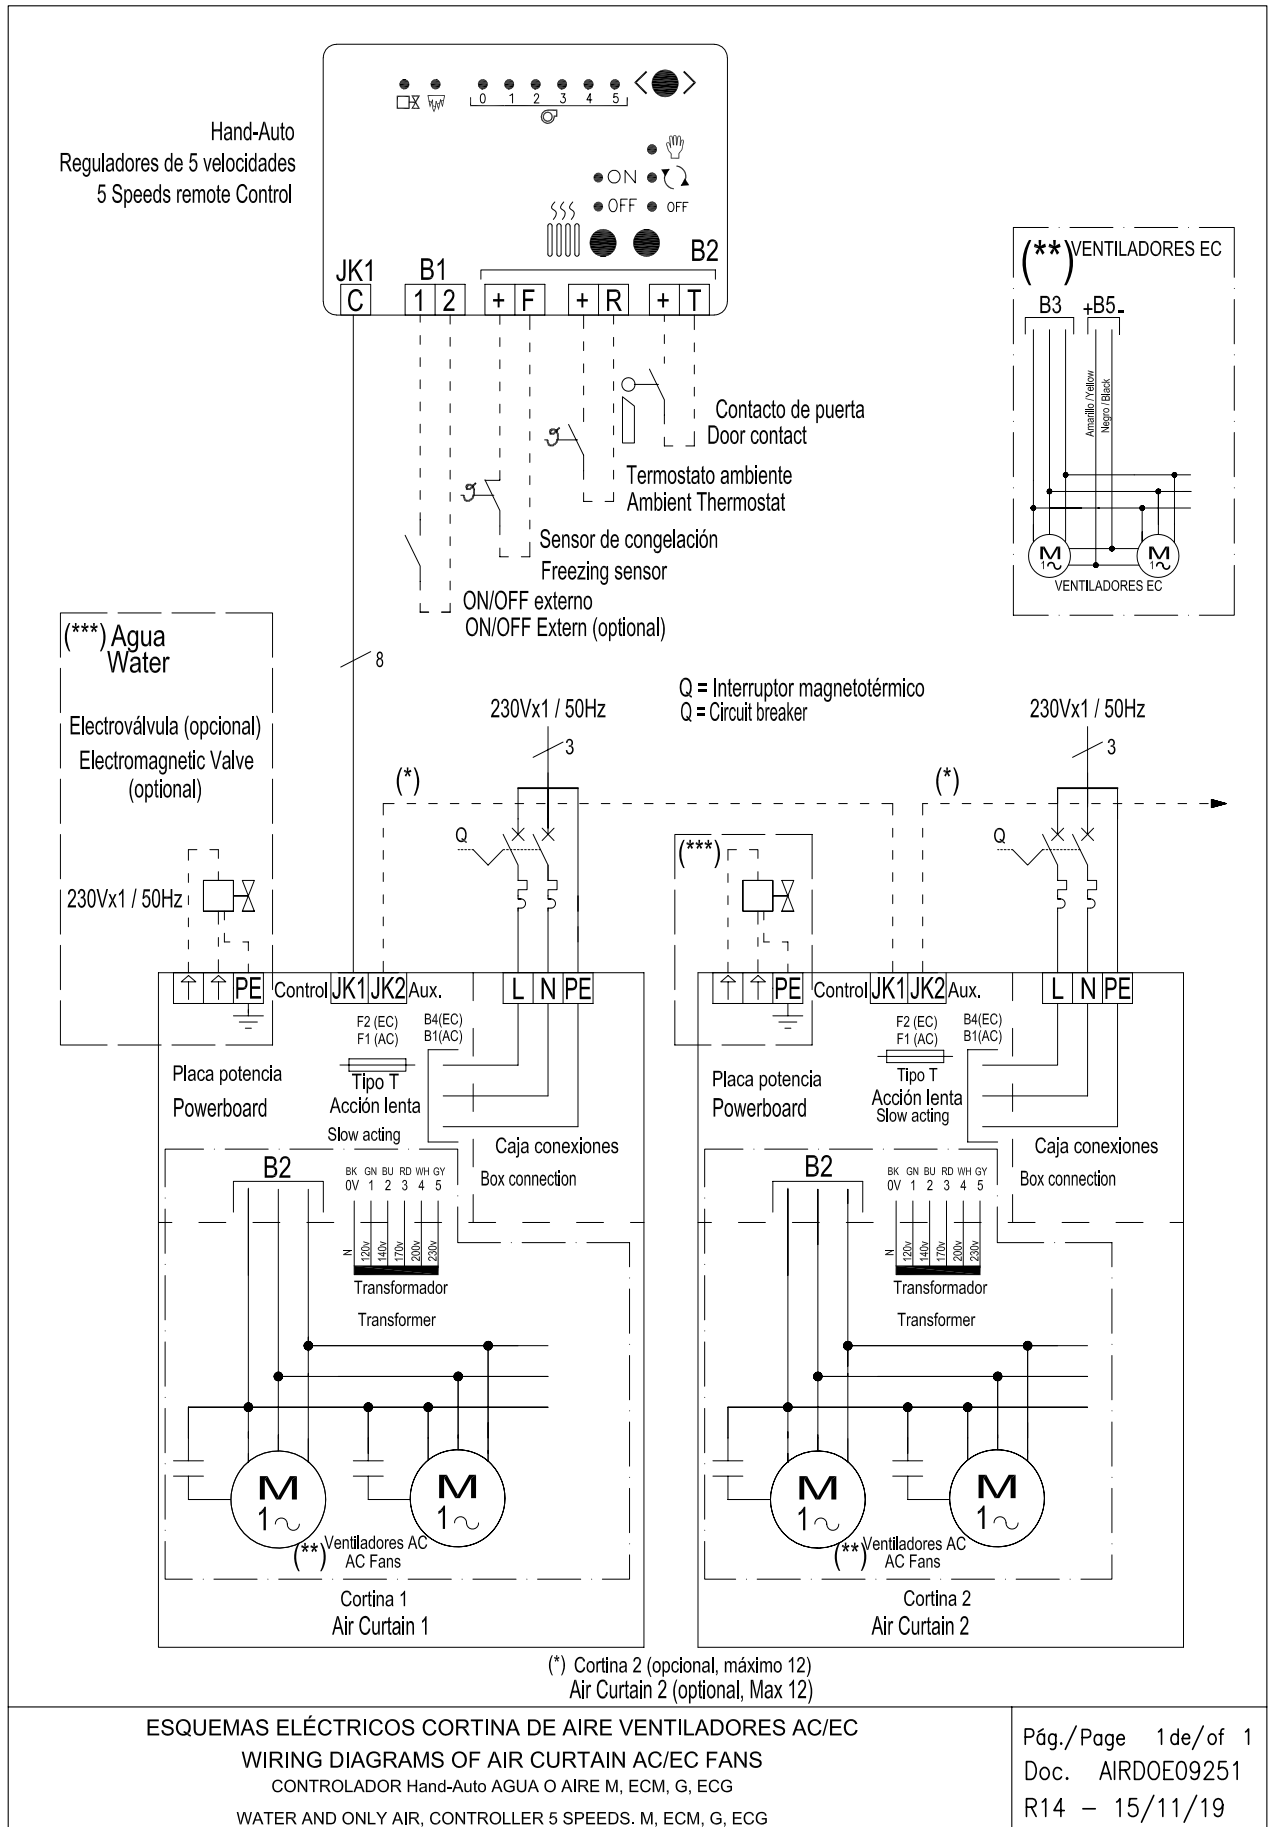 0 1 2 3 4 5
Hand-Auto
Reguladores de 5 velocidades
5 Speeds remote Control
ON
OFF OFF
B2
JK1 B1
C 1 2 + F + R + T
(**) VENTILADORES EC
B3 +B5-
Amarillo/Yellow
Negro/Black
M
1~
M
1~
VENTILADORES EC
Contacto de puerta
Door contact
Termostato ambiente
Ambient Thermostat
Sensor de congelación
Freezing sensor
ON/OFF externo
ON/OFF Extern (optional)
(***) Agua
Water
8
Electroválvula (opcional)
Electromagnetic Valve
(optional)
230Vx1 / 50Hz
Q = Interruptor magnetotérmico
Q = Circuit breaker
230Vx1 / 50Hz
3
(*)
Q
230Vx1 / 50Hz
3
(*)
Q
(***)
PE Control JK1 JK2 Aux. L N PE
F2 (EC) B4(EC)
F1 (AC) B1(AC)
Placa potencia
Powerboard
Tipo T
Acción lenta
Slow acting
Caja conexiones
Box connection
B2
BK GN BU RD WH GY
0V 1 2 3 4 5
N 120v 140v 170v 200v 230v
Transformador
Transformer
M
1~
M
1~
(**) Ventiladores AC
AC Fans
Cortina 1
Air Curtain 1
PE Control JK1 JK2 Aux. L N PE
F2 (EC) B4(EC)
F1 (AC) B1(AC)
Placa potencia
Powerboard
Tipo T
Acción lenta
Slow acting
Caja conexiones
Box connection
B2
BK GN BU RD WH GY
0V 1 2 3 4 5
N 120v 140v 170v 200v 230v
Transformador
Transformer
M
1~
M
1~
(**) Ventiladores AC
AC Fans
Cortina 2
Air Curtain 2
(*) Cortina 2 (opcional, máximo 12)
Air Curtain 2 (optional, Max 12)
ESQUEMAS ELÉCTRICOS CORTINA DE AIRE VENTILADORES AC/EC
WIRING DIAGRAMS OF AIR CURTAIN AC/EC FANS
CONTROLADOR Hand-Auto AGUA O AIRE M, ECM, G, ECG
WATER AND ONLY AIR, CONTROLLER 5 SPEEDS. M, ECM, G, ECG
Pág./Page 1de/of 1
Doc. AIRDOE09251
R14 – 15/11/19